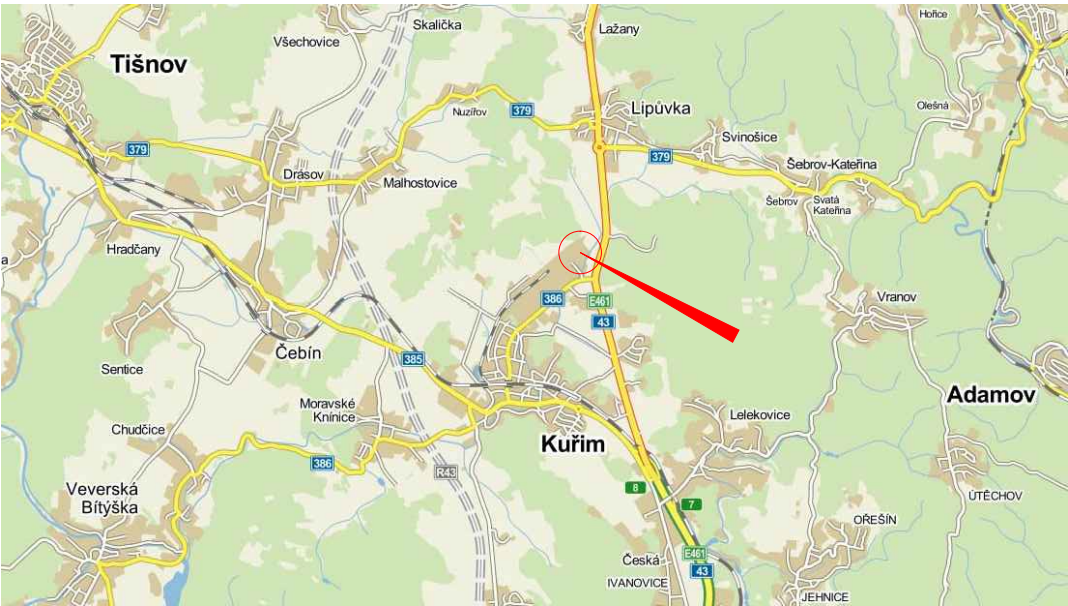 Skalička
Hořice
Lažany
Všechovice
Tišnov
Olešná
Lipůvka
Nuzířov
379
Svinošice
379
379
Šebrov-Kateřina
Drásov
Malhostovice
Šebrov
Svatá
Kateřina
Hradčany
a
386
E461
Vranov
43
Čebín
385
Sentice
Adamov
Moravské
Knínice
Lelekovice
Chudčice
Kuřim
386
R43
Veverská
Bítýška
8
7
ÚTĚCHOV
OŘEŠÍN
E461
Česká
43
IVANOVICE
JEHNICE